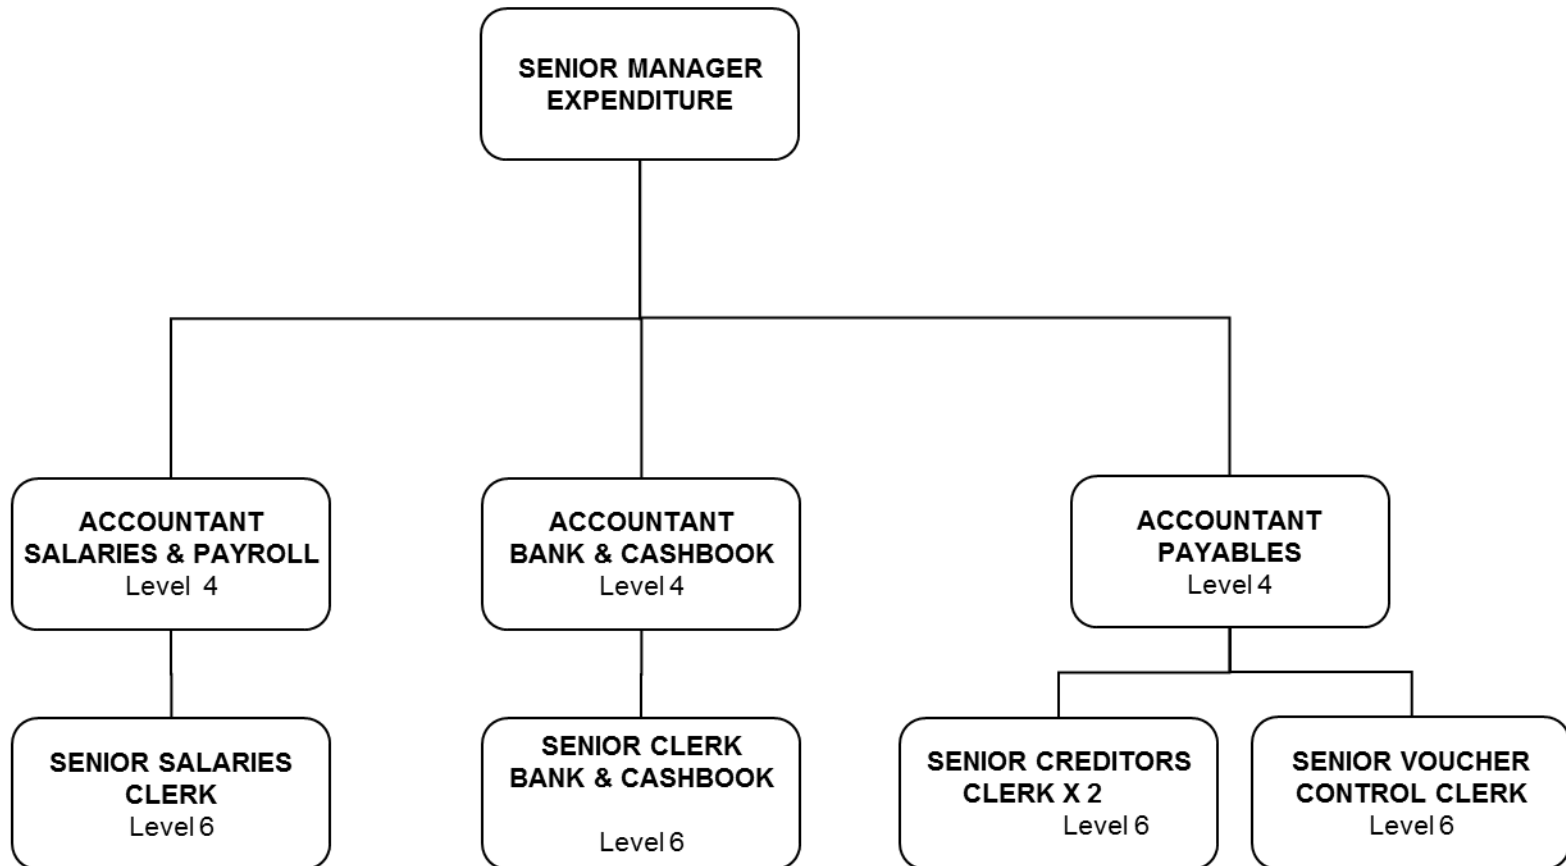 SENIOR MANAGER
EXPENDITURE
ACCOUNTANT
SALARIES & PAYROLL
Level 4
ACCOUNTANT
BANK & CASHBOOK
Level 4
ACCOUNTANT
PAYABLES
Level 4
SENIOR SALARIES
CLERK
Level 6
SENIOR CLERK
BANK & CASHBOOK
Level 6
SENIOR CREDITORS
CLERK X 2
Level 6
SENIOR VOUCHER
CONTROL CLERK
Level 6